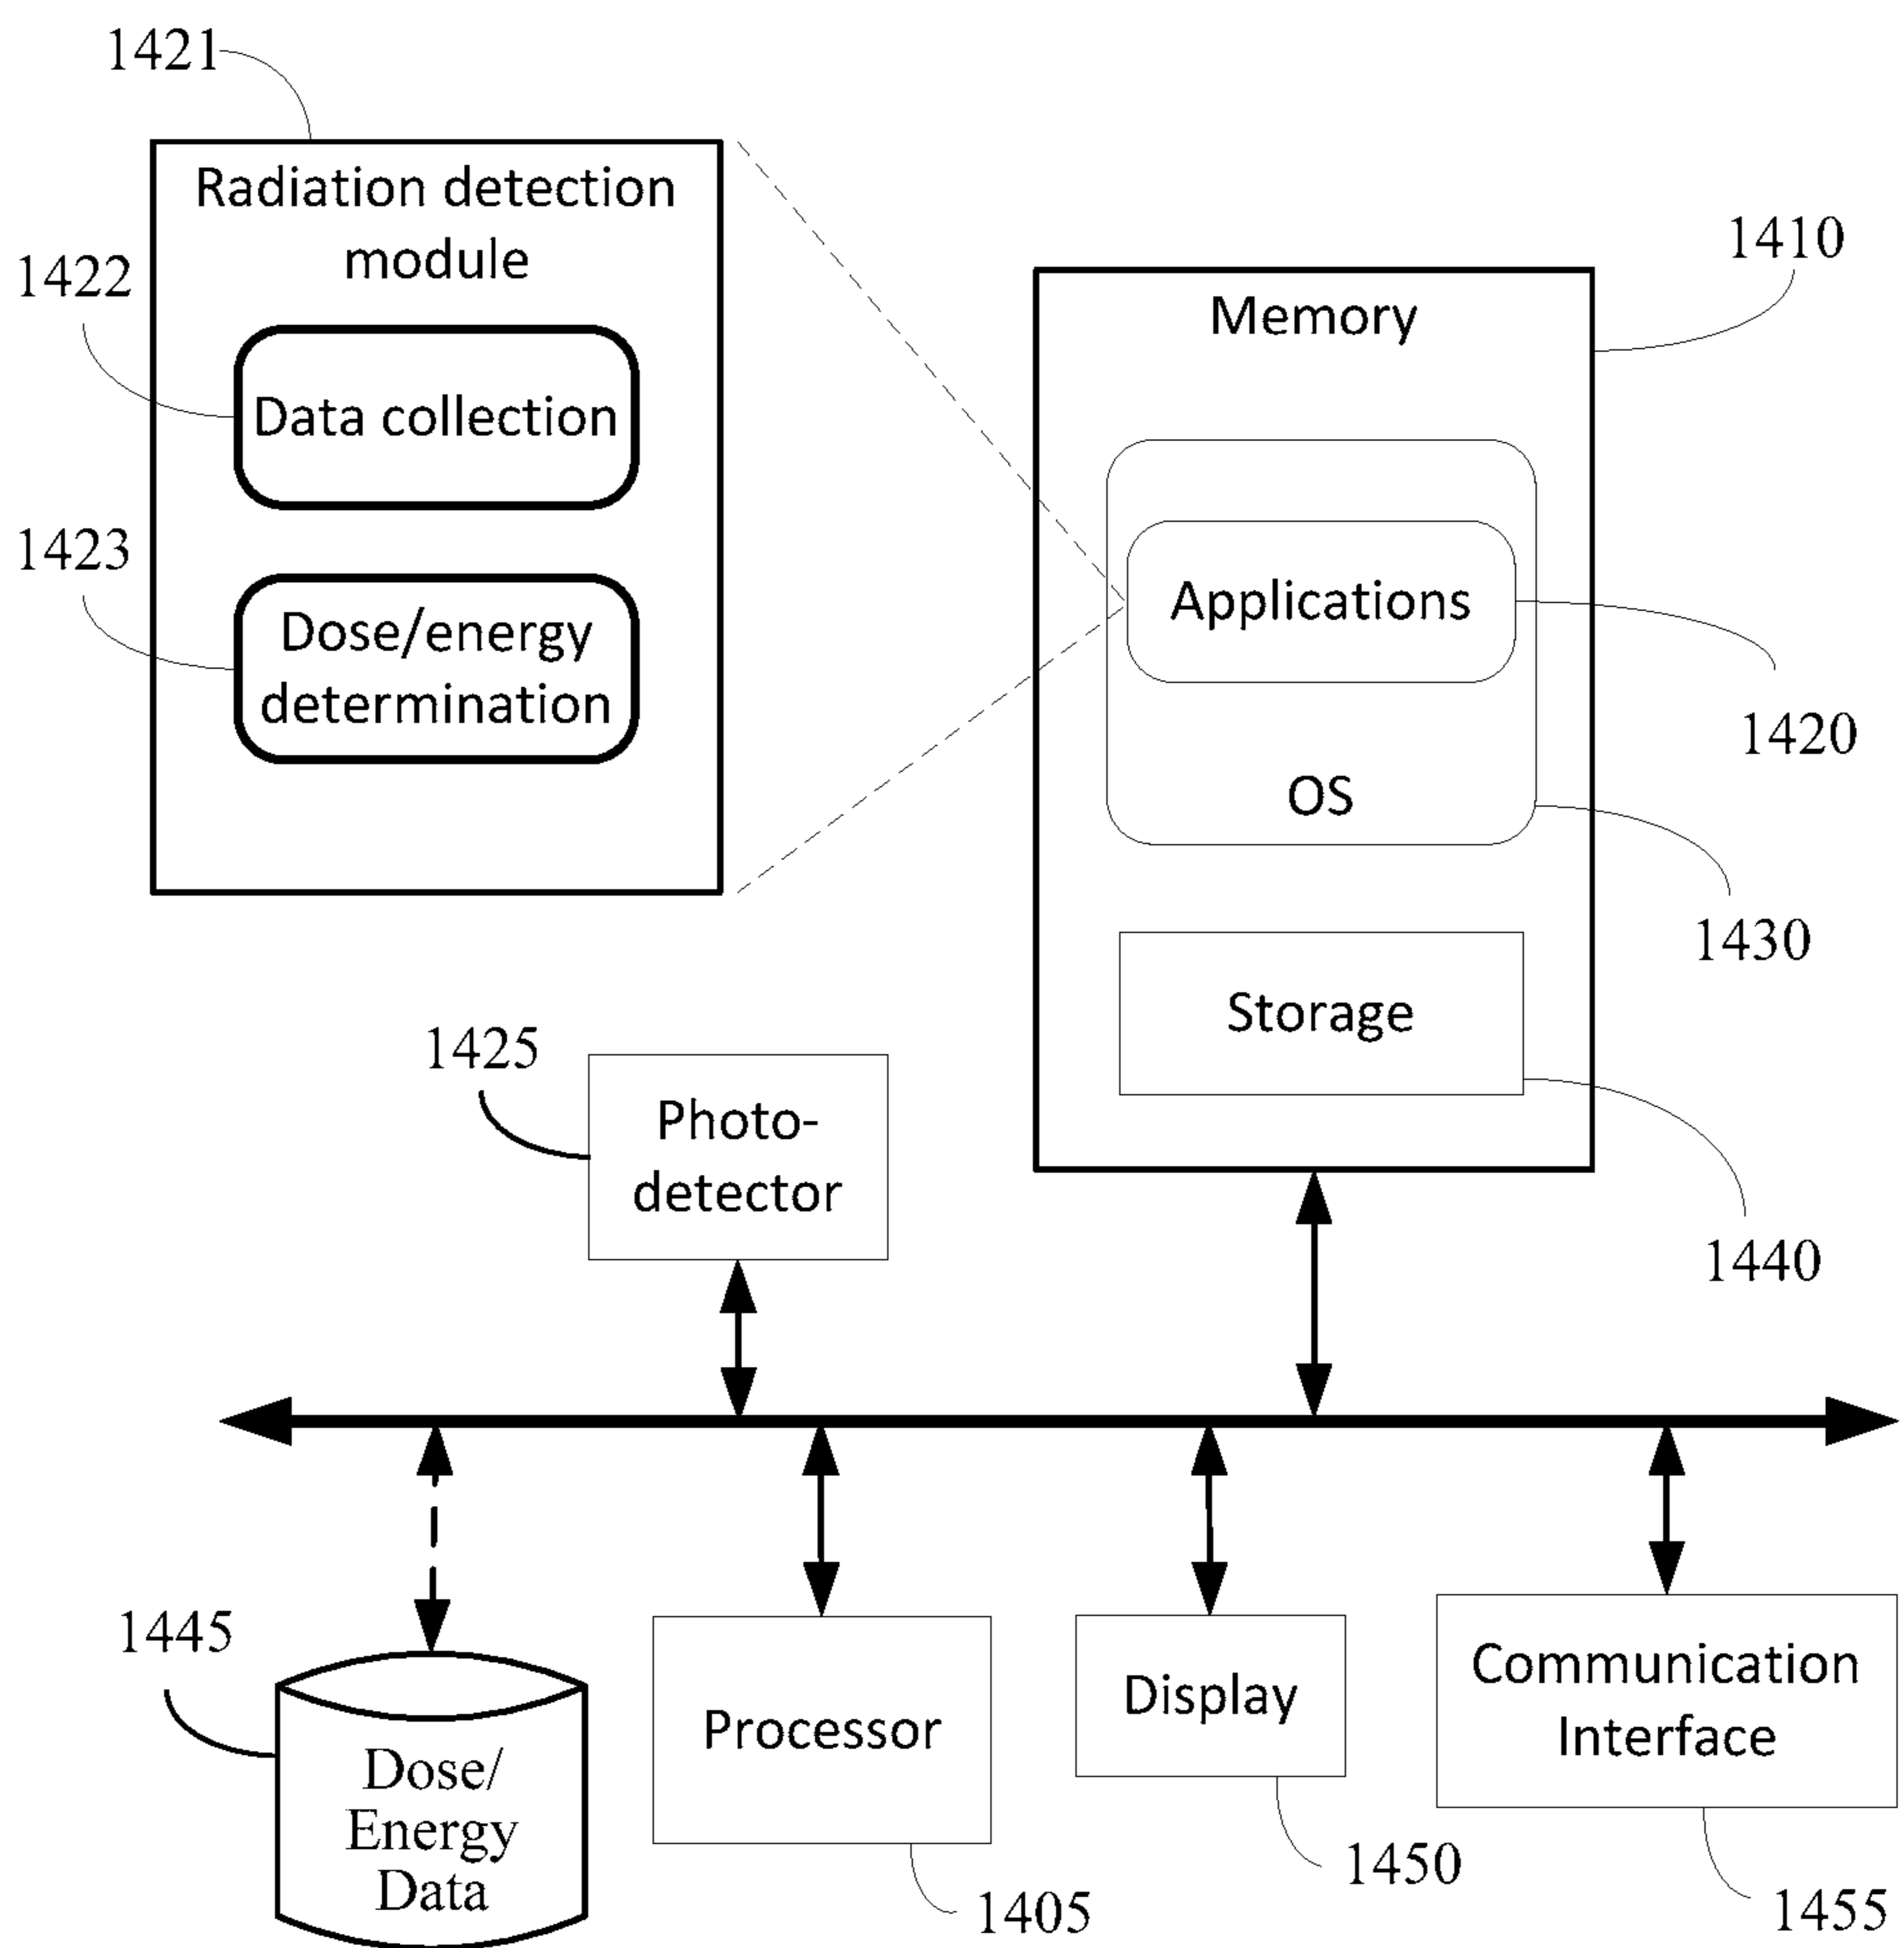 1421
Radiation detection
module
1422
Data collection
1423
Dose/energy
determination
1410
Memory
Applications
1420
OS
1430
Storage
1440
1425
Photo-
detector
1445
Dose/
Energy
Data
Processor
1405
Display
1450
Communication
Interface
1455